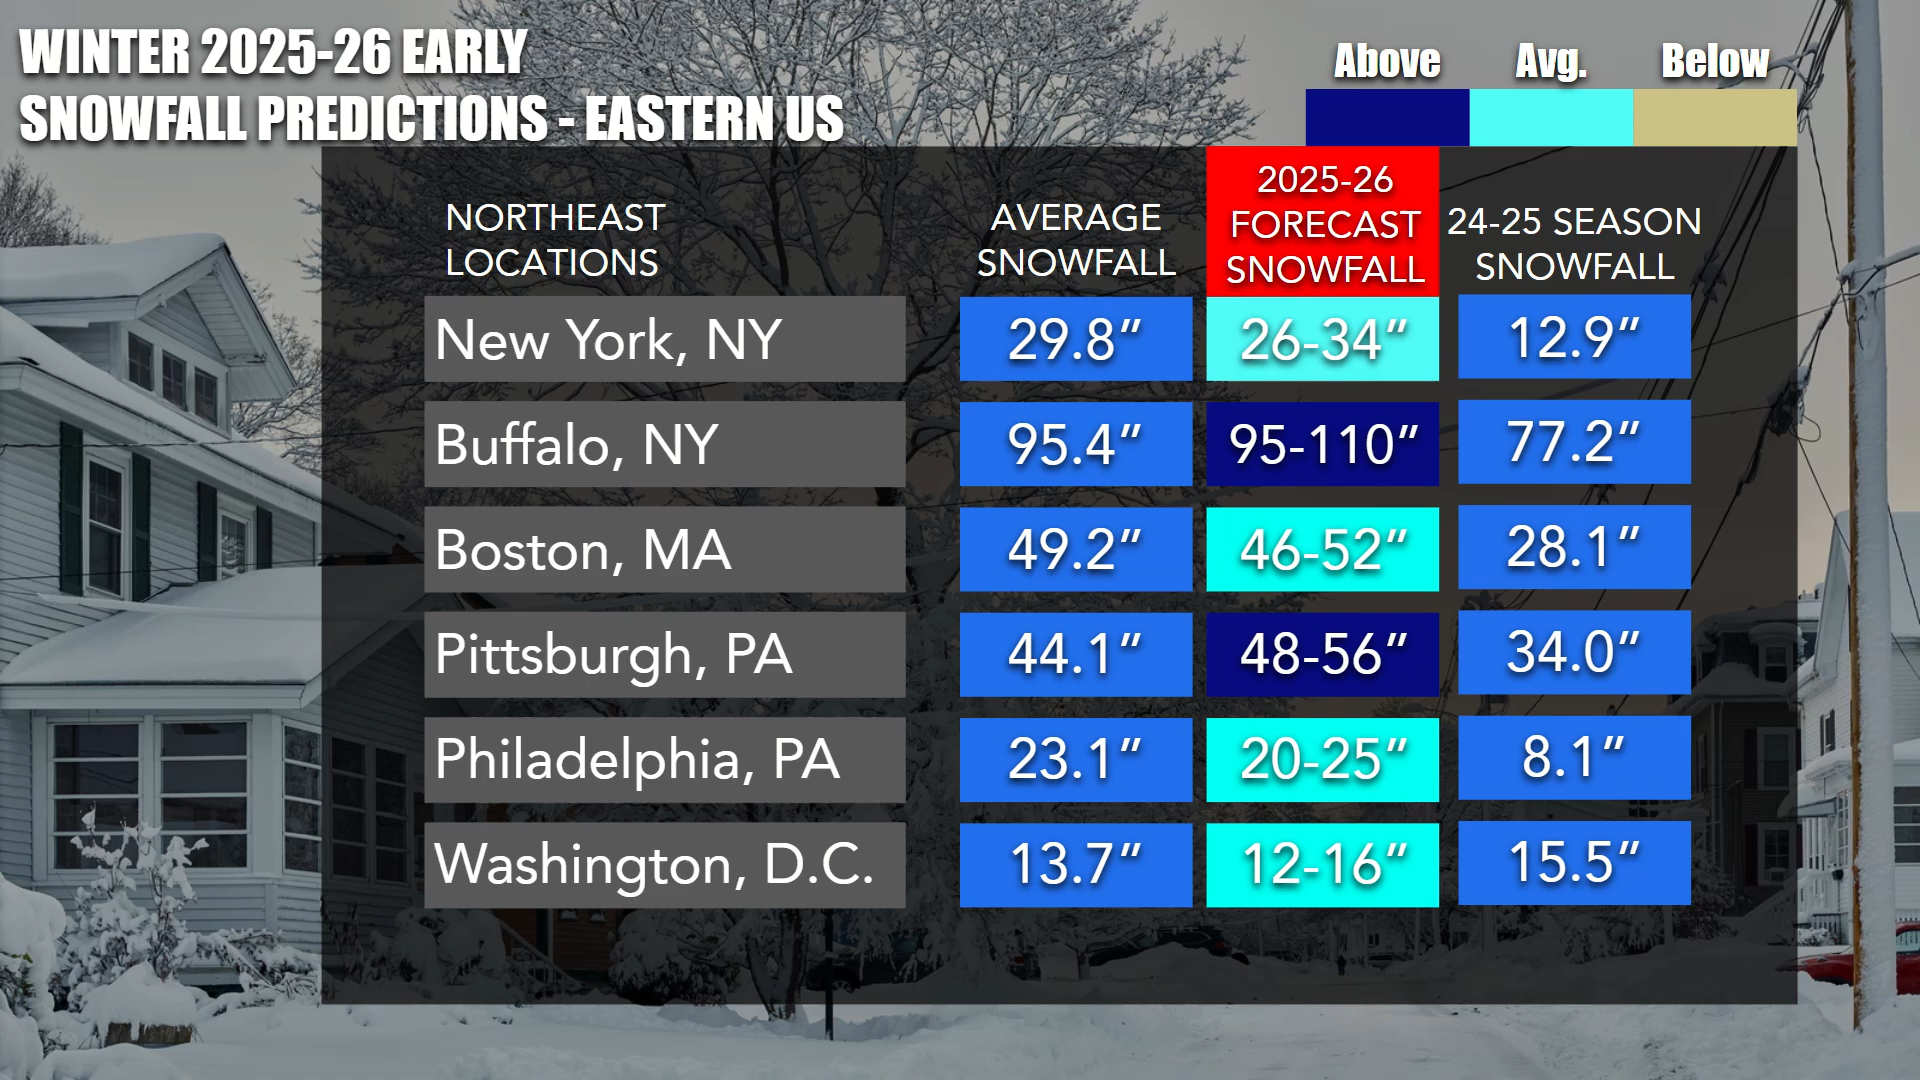 WINTER 2025-26 EARLY
SNOWFALL PREDICTIONS - EASTERN US
Above Avg. Below
NORTHEAST
LOCATIONS
AVERAGE
SNOWFALL
2025-26
FORECAST
SNOWFALL
24-25 SEASON
SNOWFALL
New York, NY 29.8” 26-34” 12.9”
Buffalo, NY 95.4” 95-110” 77.2”
Boston, MA 49.2” 46-52” 28.1”
Pittsburgh, PA 44.1” 48-56” 34.0”
Philadelphia, PA 23.1” 20-25” 8.1”
Washington, D.C. 13.7” 12-16” 15.5”